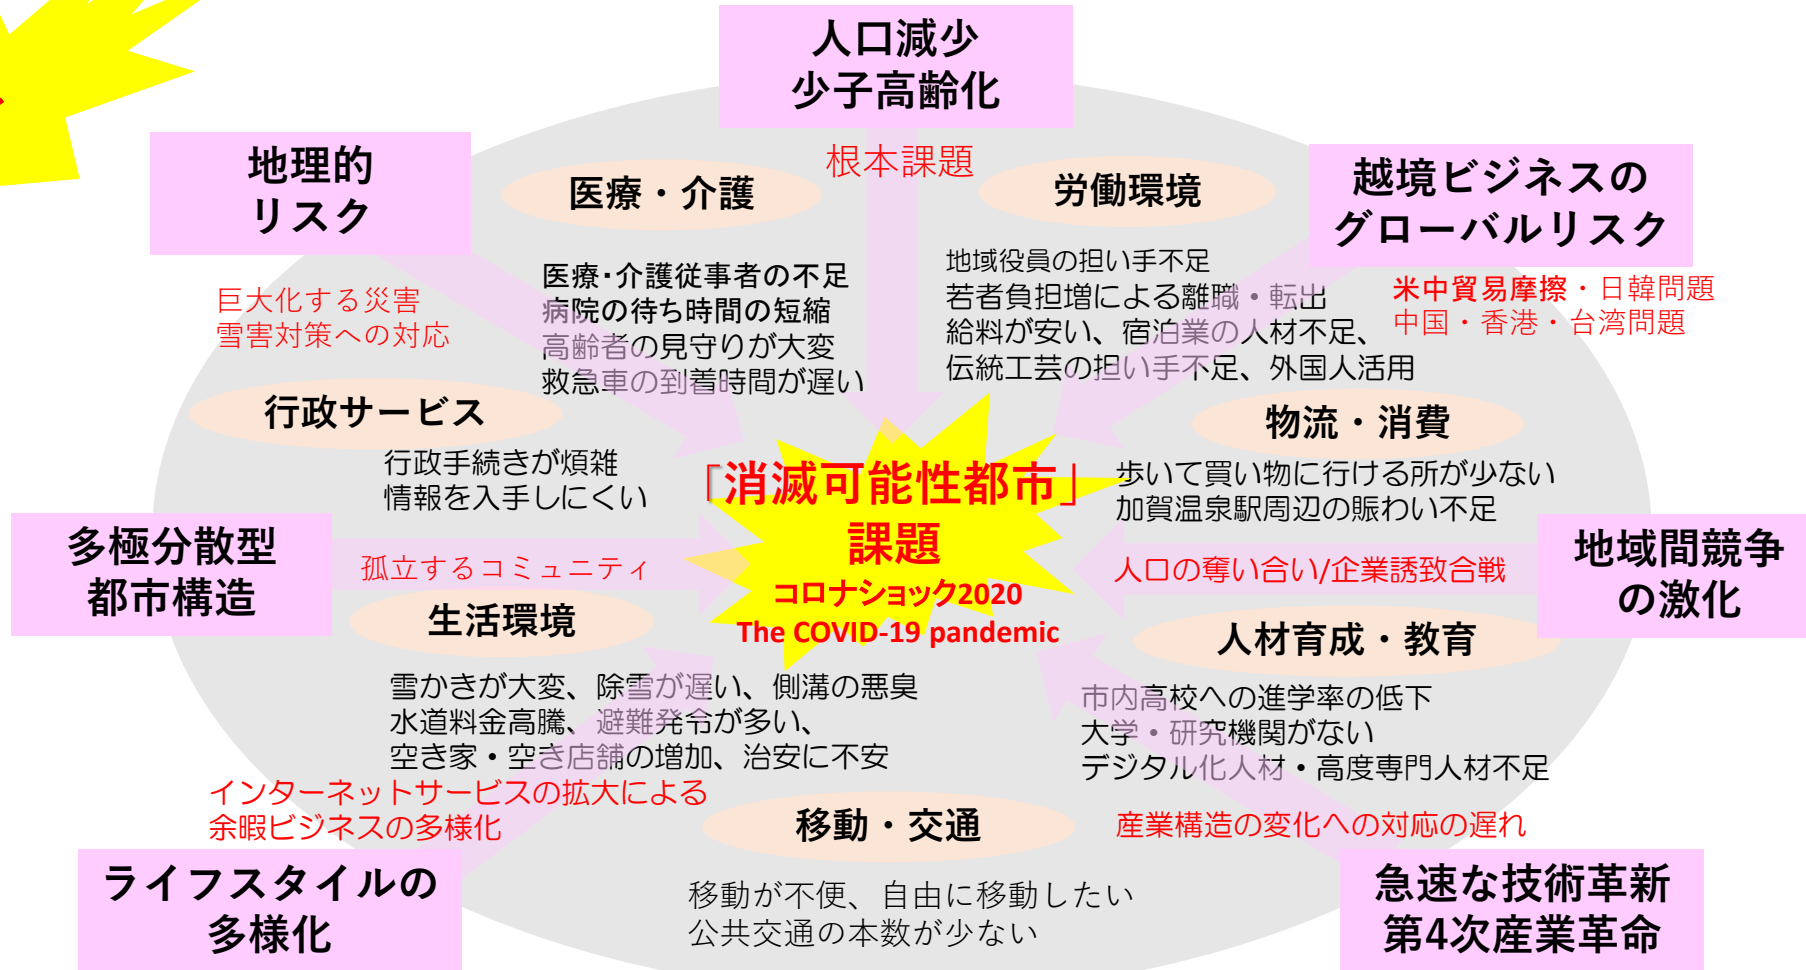 人口減少
少子高齢化
根本課題
地理的
リスク
巨大化する災害
雪害対策への対応
医療・介護
医療・介護従事者の不足
病院の待ち時間の短縮
高齢者の見守りが大変
救急車の到着時間が遅い
労働環境
地域役員の担い手不足
若者負担増による離職・転出
給料が安い、宿泊業の人材不足、
伝統工芸の担い手不足、外国人活用
越境ビジネスの
グローバルリスク
米中貿易摩擦・日韓問題
中国・香港・台湾問題
行政サービス
行政手続きが煩雑
情報を入手しにくい
物流・消費
歩いて買い物に行ける所が少ない
加賀温泉駅周辺の賑わい不足
「消滅可能性都市」
課題
コロナショック2020
The COVID-19 pandemic
多極分散型
都市構造
孤立するコミュニティ
地域間競争
の激化
人口の奪い合い/企業誘致合戦
生活環境
雪かきが大変、除雪が遅い、側溝の悪臭
水道料金高騰、避難発令が多い、
空き家・空き店舗の増加、治安に不安
人材育成・教育
市内高校への進学率の低下
大学・研究機関がない
デジタル化人材・高度専門人材不足
インターネットサービスの拡大による
余暇ビジネスの多様化
ライフスタイルの
多様化
移動・交通
移動が不便、自由に移動したい
公共交通の本数が少ない
産業構造の変化への対応の遅れ
急速な技術革新
第4次産業革命